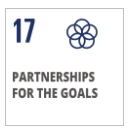 17
PARTNERSHIPS
FOR THE GOALS